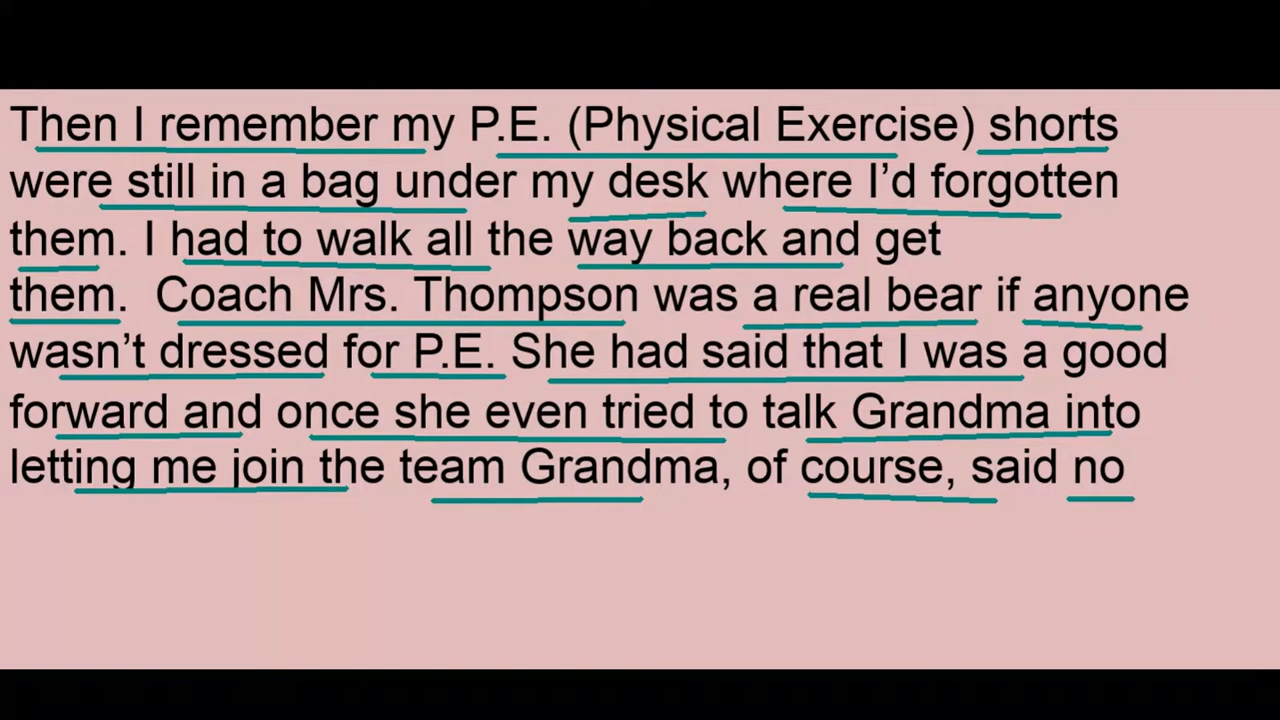 Then I remember my P.E. (Physical Exercise) shorts
were still in a bag under my desk where I’d forgotten
them. I had to walk all the way back and get
them.  Coach Mrs. Thompson was a real bear if anyone
wasn’t dressed for P.E. She had said that I was a good
forward and once she even tried to talk Grandma into
letting me join the team Grandma, of course, said no